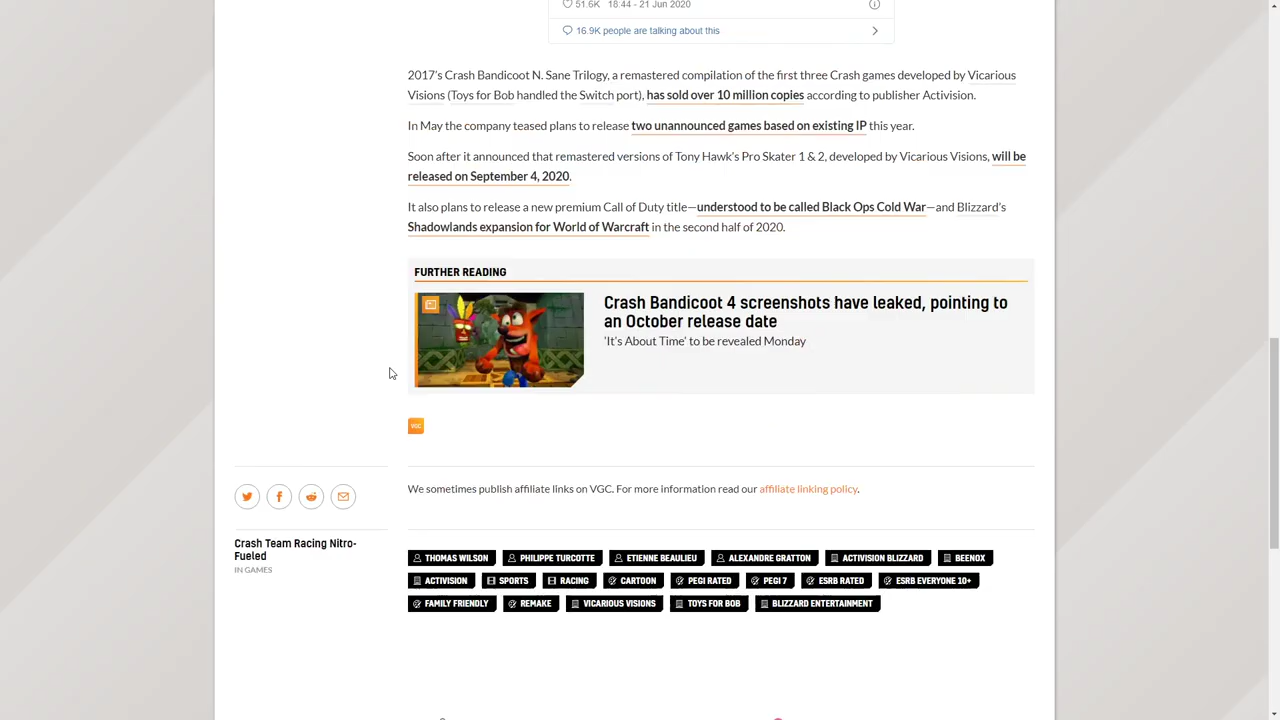 51.6K 18:44 - 21 Jun 2020
16.9K people are talking about this
2017's Crash Bandicoot N. Sane Trilogy, a remastered compilation of the first three Crash games developed by Vicarious
Visions (Toys for Bob handled the Switch port), has sold over 10 million copies according to publisher Activision.
In May the company teased plans to release two unannounced games based on existing IP this year.
Soon after it announced that remastered versions of Tony Hawk's Pro Skater 1 & 2, developed by Vicarious Visions, will be
released on September 4, 2020.
It also plans to release a new premium Call of Duty title—understood to be called Black Ops Cold War—and Blizzard's
Shadowlands expansion for World of Warcraft in the second half of 2020.
FURTHER READING
Crash Bandicoot 4 screenshots have leaked, pointing to
an October release date
'It's About Time' to be revealed Monday
VGC
We sometimes publish affiliate links on VGC. For more information read our affiliate linking policy.
Crash Team Racing Nitro-
Fueled
IN GAMES
THOMAS WILSON PHILIPPE TURCOTTE ETIENNE BEAULIEU ALEXANDRE GRATTON ACTIVISION BLIZZARD BEENOX
ACTIVISION SPORTS RACING CARTOON PEGI RATED PEGI 7 ESRB RATED ESRB EVERYONE 10+
FAMILY FRIENDLY REMAKE VICARIOUS VISIONS TOYS FOR BOB BLIZZARD ENTERTAINMENT